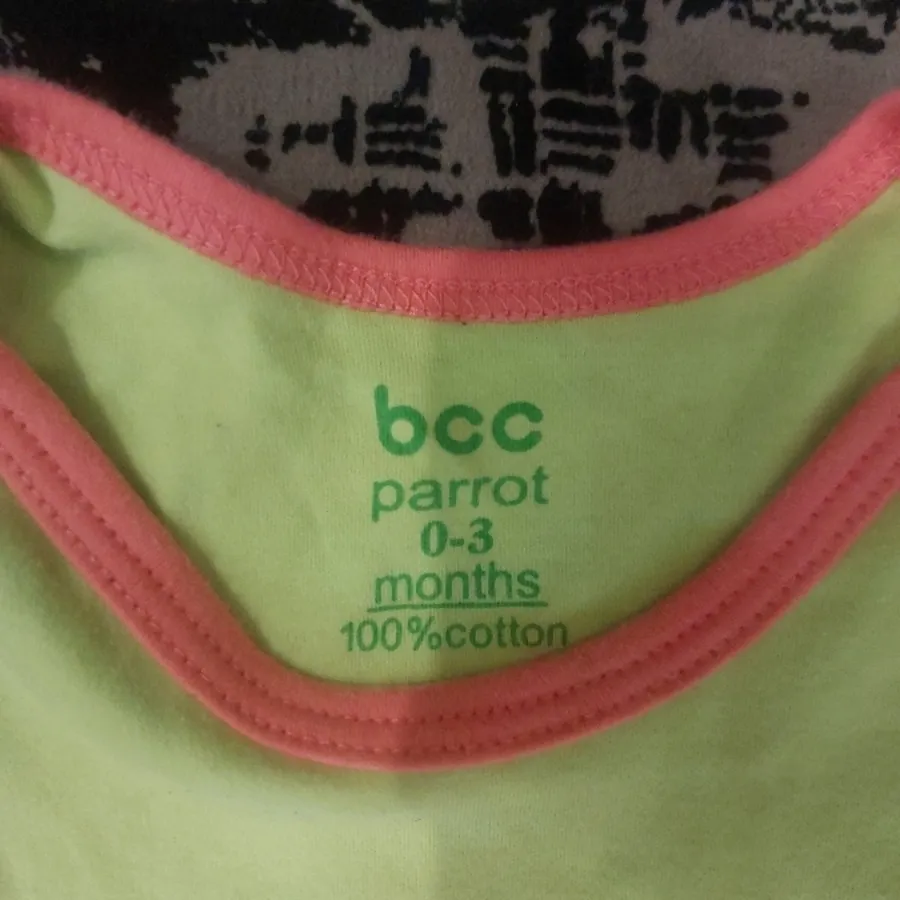 bcc
parrot
0-3
months
100%cotton